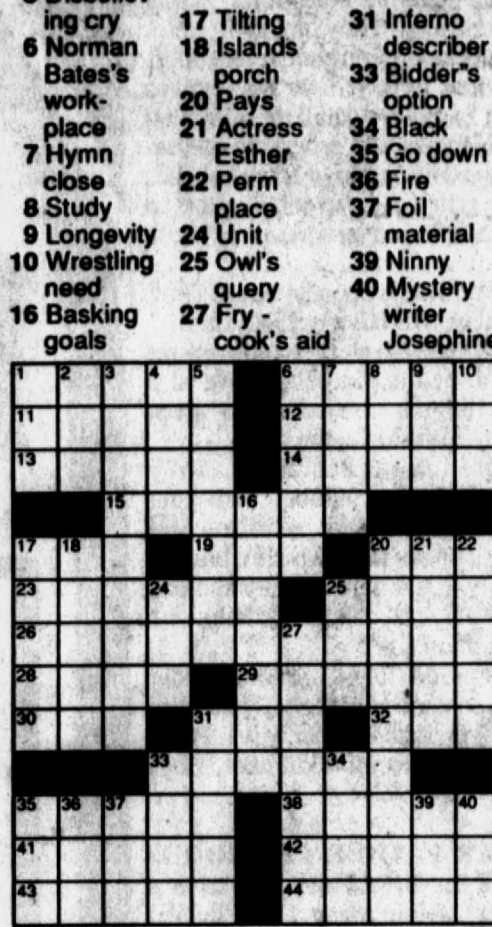 Disbeliev-
ing cry
6 Norman
Bates's
work-
place
7 Hymn
close
8 Study
9 Longevity
10 Wrestling
need
16 Basking
goals
17 Tilting
18 Islands
porch
20 Pays
21 Actress
Esther
22 Perm
place
24 Unit
25 Owl's
query
27 Fry -
cook's aid
31 Inferno
describer
33 Bidder"s
option
34 Black
35 Go down
36 Fire
37 Foil
material
39 Ninny
40 Mystery
writer
Josephine
1 2 3 4 5 6 7 8 9 10
11 12
13 14
15 16
17 18 19 20 21 22
23 24 25
26 27
28 29
30 31 32
33 34
35 36 37 38 39 40
41 42
43 44